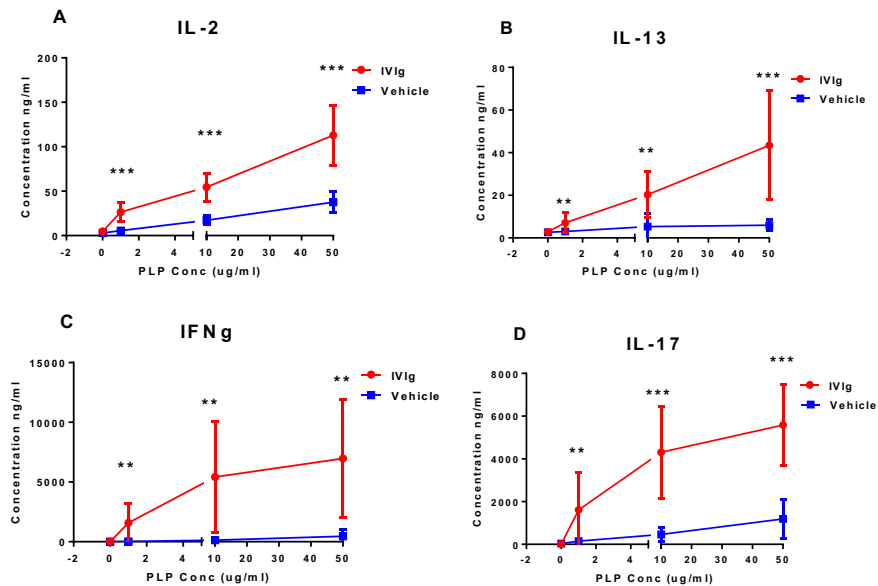 A
IL-2
200
150
100
50
0
-2
0
2
4
10
20
30
40
50
Concentration ng/ml
PLP Conc (ug/ml)
***
***
***
IVIg
Vehicle
B
IL-13
80
60
40
20
0
-2
0
2
4
10
20
30
40
50
Concentration ng/ml
PLP Conc (ug/ml)
**
**
***
IVIg
Vehicle
C
IFNg
15000
10000
5000
0
-2
0
2
4
10
20
30
40
50
Concentration ng/ml
PLP Conc (ug/ml)
**
**
**
IVIg
Vehicle
D
IL-17
8000
6000
4000
2000
0
-2
0
2
4
10
20
30
40
50
Concentration ng/ml
PLP Conc (ug/ml)
**
***
***
IVIg
Vehicle